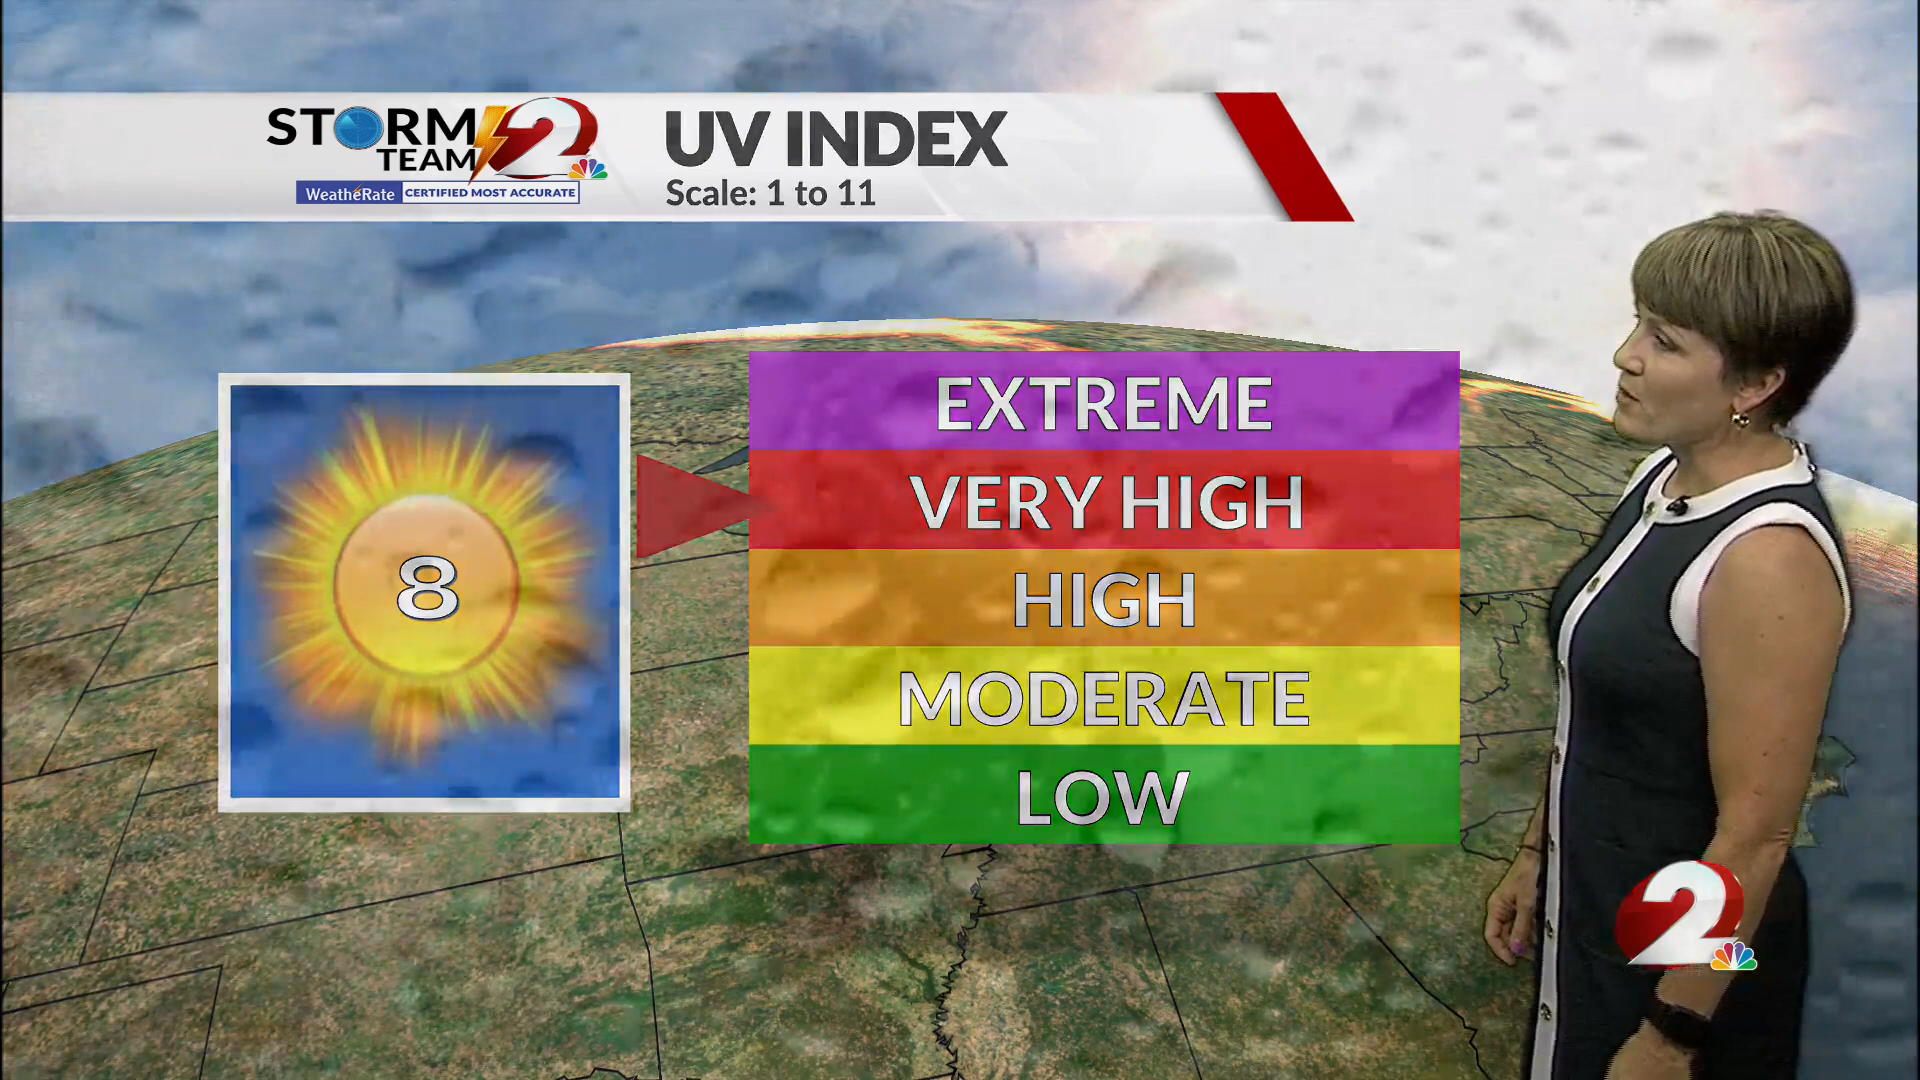 STORM
TEAM
2
WeatheRate CERTIFIED MOST ACCURATE
UV INDEX
Scale: 1 to 11
8
EXTREME
VERY HIGH
HIGH
MODERATE
LOW
2